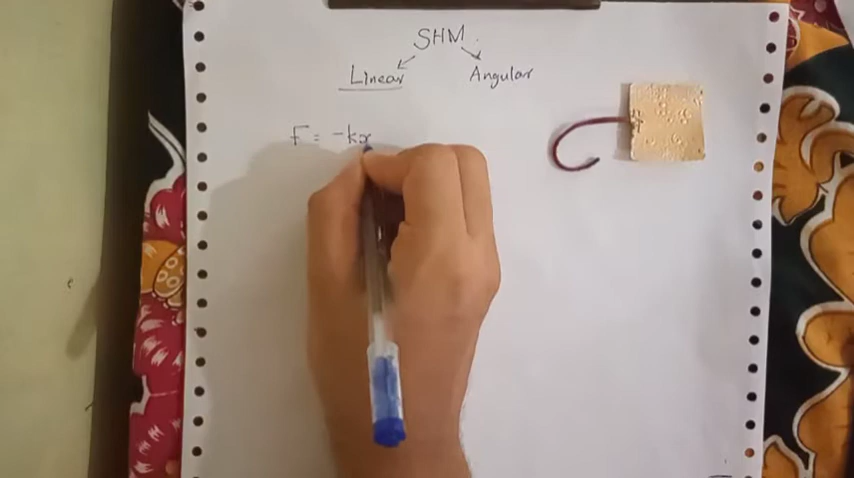 SHM.
Linear Angular
F = -kx